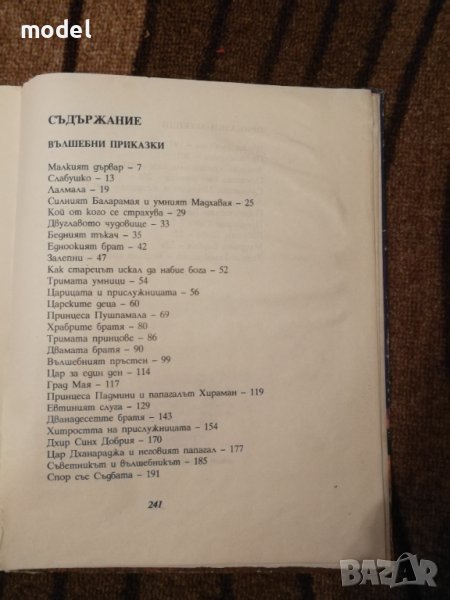 model
СЪДЪРЖАНИЕ
ВЪЛШЕБНИ ПРИКАЗКИ
Малкият дървар – 7
Слабушко – 13
Лалмала – 19
Силният Баларамая и умният Мадхавая – 25
Кой от кого се страхува – 29
Двуглавото чудовище – 33
Бедният тъкач – 35
Едноокият брат – 42
Залепни – 47
Как старецът искал да набие бога – 52
Тримата умници – 54
Царицата и прислужницата – 56
Царските деца – 60
Принцеса Пушпамала – 69
Храбрите братя – 80
Тримата принцове – 86
Двамата братя – 90
Вълшебният пръстен – 99
Цар за един ден – 114
Град Мая – 117
Принцеса Падмини и папагалът Хираман – 119
Евтиният слуга – 129
Дванадесетте братя – 143
Хитростта на прислужницата – 154
Дхир Синх Добрия – 170
Цар Дханараджа и неговият папагал – 177
Съветникът и вълшебникът – 185
Спор със Съдбата – 191
241
BAZAR